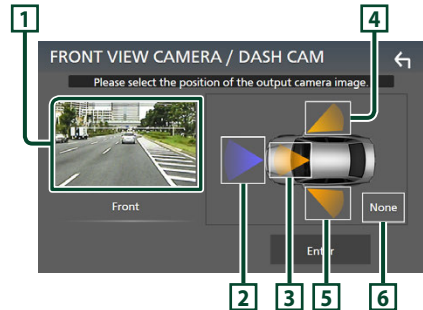 1
4
FRONT VIEW CAMERA / DASH CAM
Please select the position of the output camera image.
Front
None
Enter
2
3
5
6